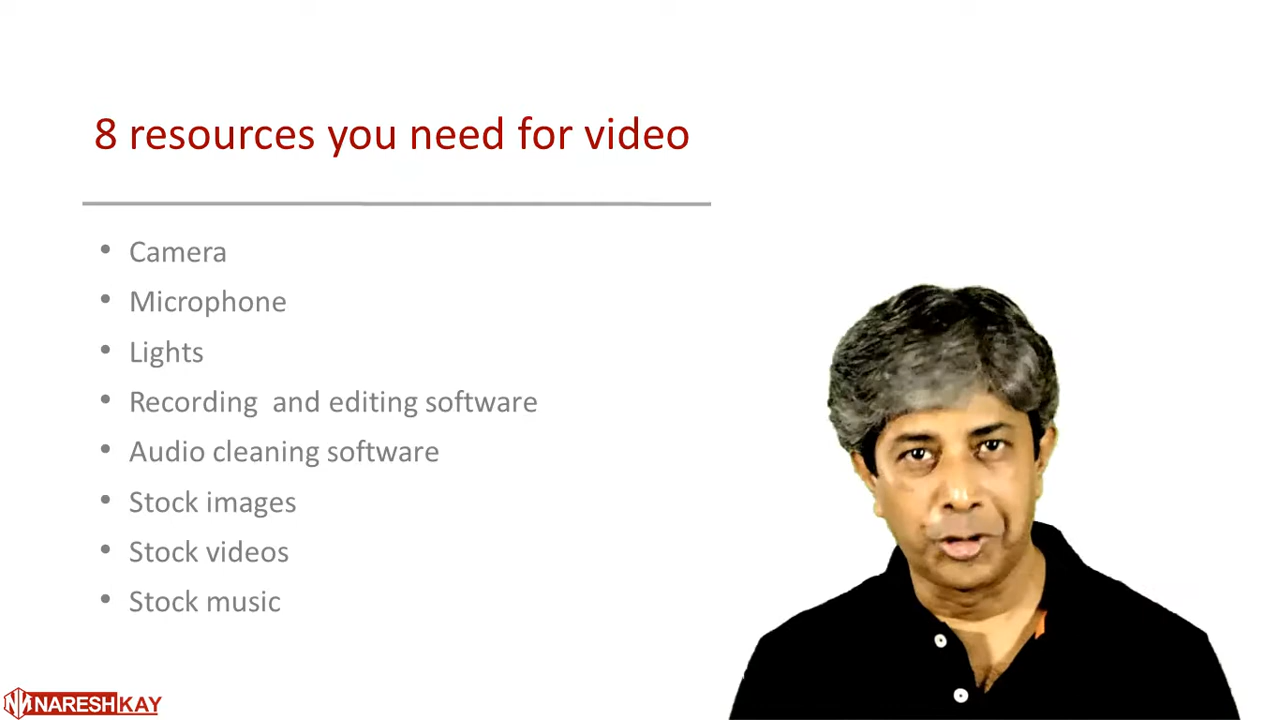 8 resources you need for video
• Camera
• Microphone
• Lights
• Recording  and editing software
• Audio cleaning software
• Stock images
• Stock videos
• Stock music
NARESHKAY